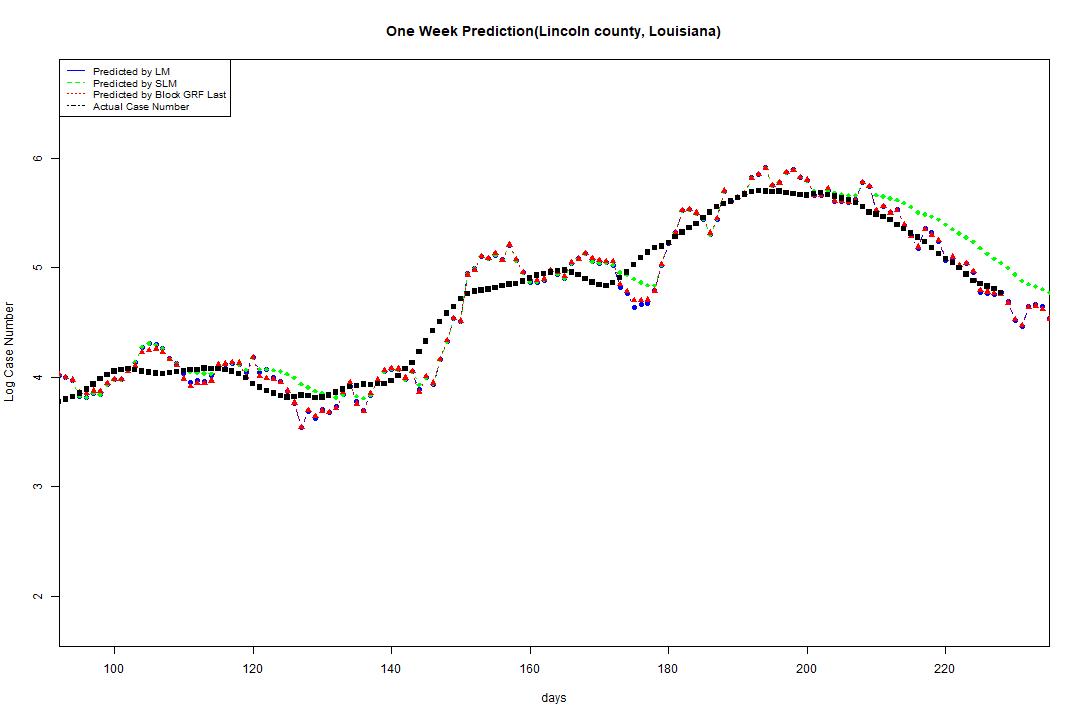 One Week Prediction(Lincoln county, Louisiana)
Predicted by LM
Predicted by SLM
Predicted by Block GRF Last
Actual Case Number
6
5
4
3
2
Log Case Number
100 120 140 160 180 200 220
days